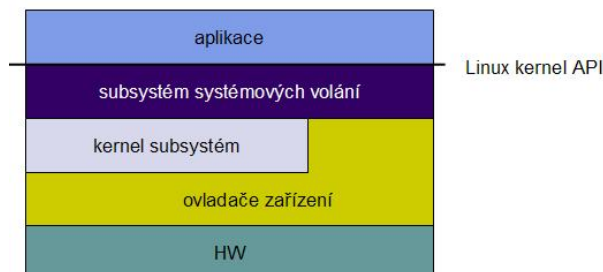 aplikace
Linux kernel API
subsystém systémových volání
kernel subsystém
ovladače zařízení
HW